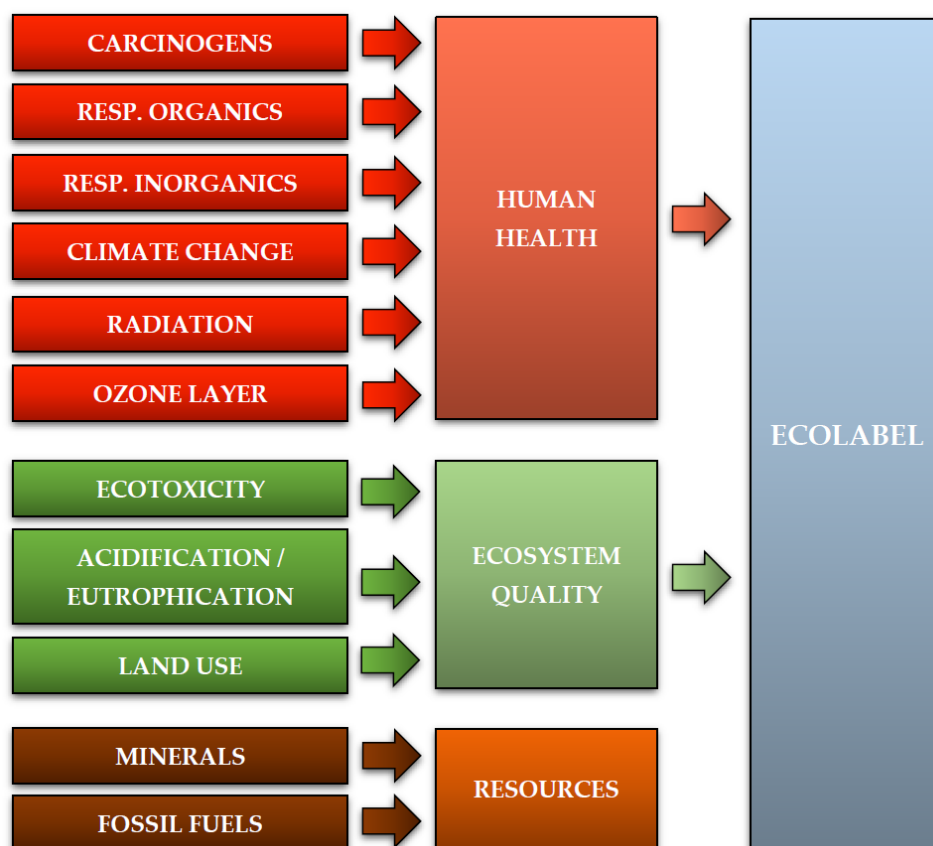 CARCINOGENS
RESP. ORGANICS
RESP. INORGANICS
CLIMATE CHANGE
RADIATION
OZONE LAYER
HUMAN
HEALTH
ECOTOXICITY
ACIDIFICATION /
EUTROPHICATION
LAND USE
ECOSYSTEM
QUALITY
MINERALS
FOSSIL FUELS
RESOURCES
ECOLABEL